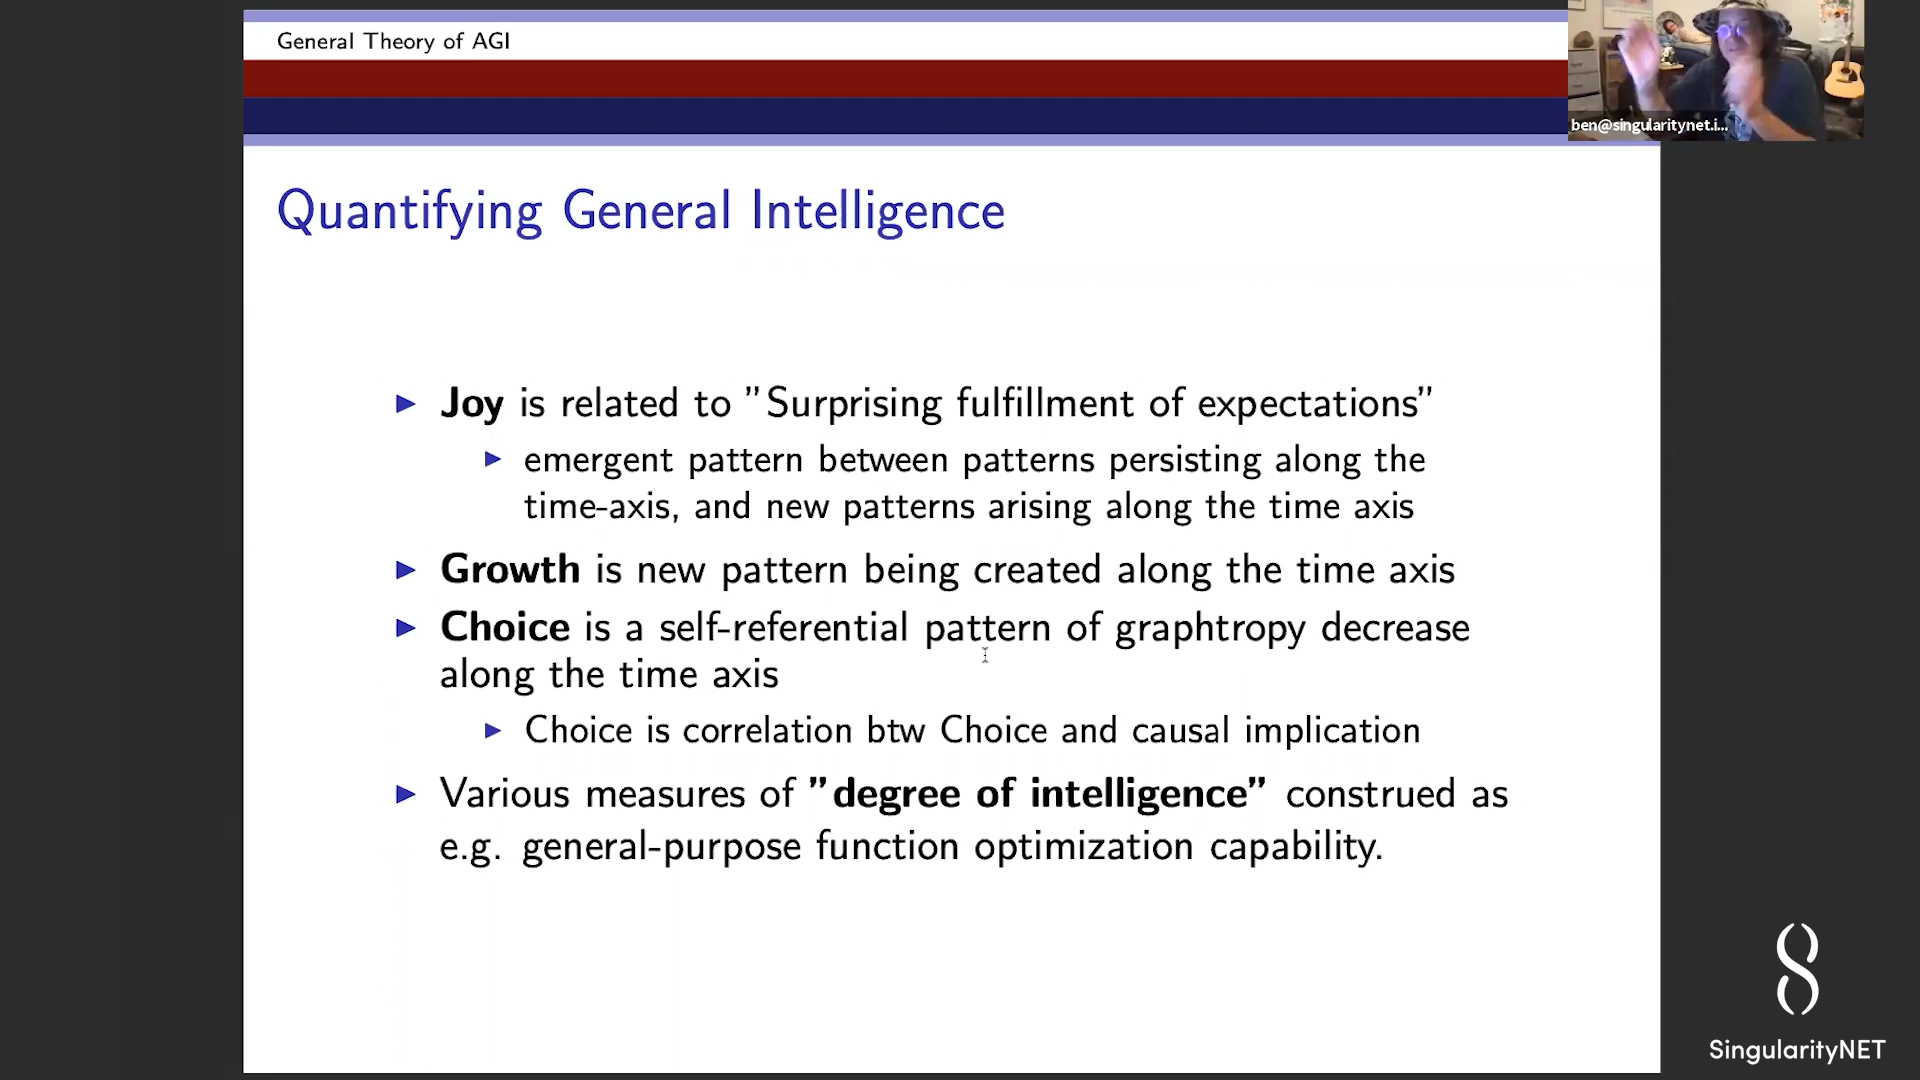 General Theory of AGI
ben@singularitynet.i...
Quantifying General Intelligence
Joy is related to ”Surprising fulfillment of expectations”
emergent pattern between patterns persisting along the
time-axis, and new patterns arising along the time axis
Growth is new pattern being created along the time axis
Choice is a self-referential pattern of graphtropy decrease
along the time axis
Choice is correlation btw Choice and causal implication
Various measures of ”degree of intelligence” construed as
e.g. general-purpose function optimization capability.
SingularityNET